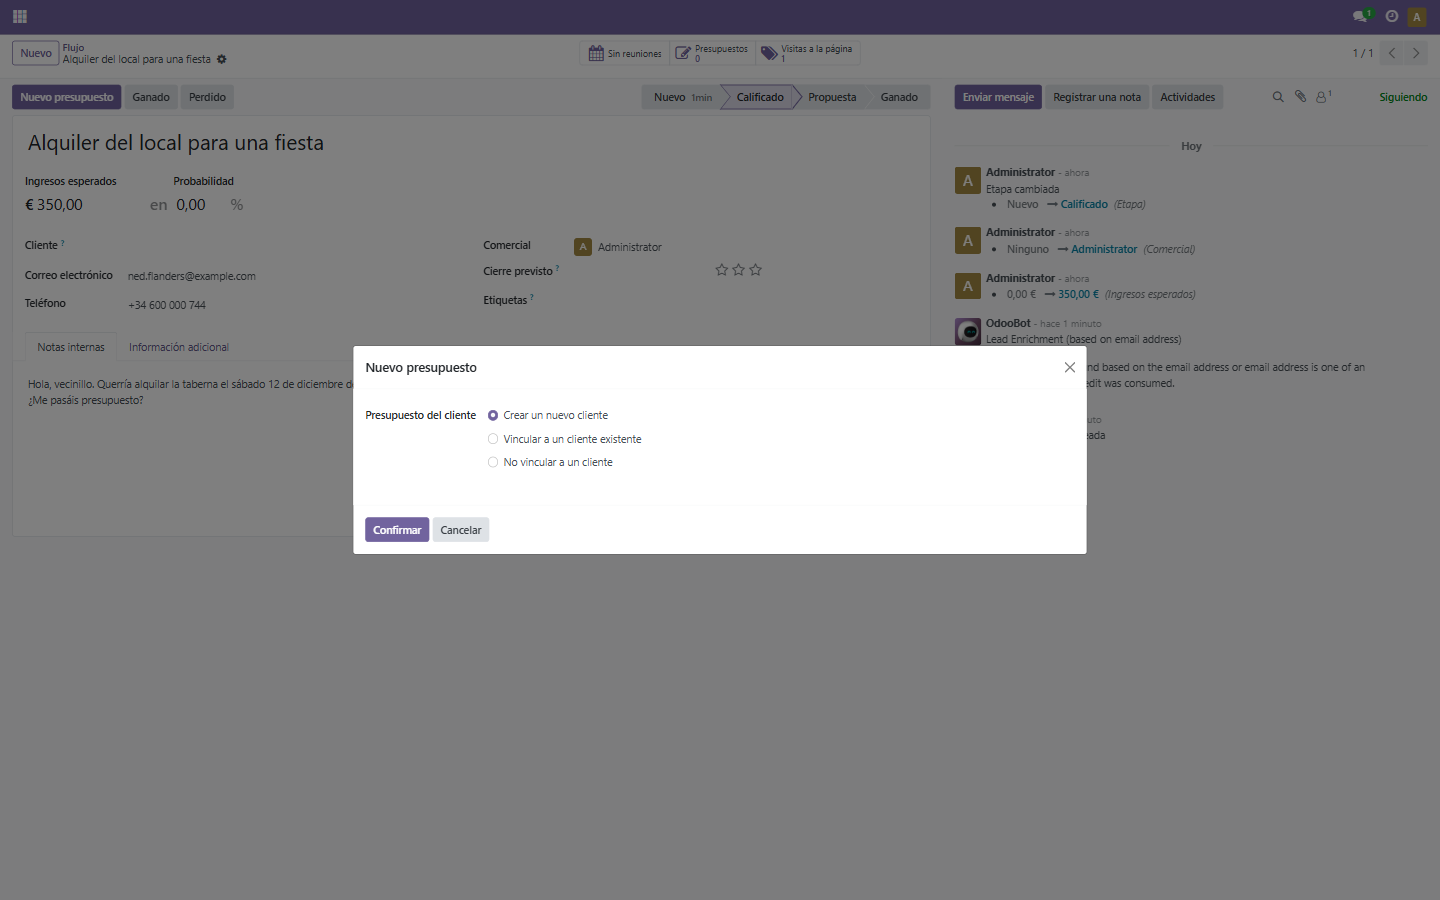 1
A
Nuevo
Flujo
Alquiler del local para una fiesta
Sin reuniones
Presupuestos
0
Visitas a la página
1
1 / 1
Nuevo presupuesto
Ganado
Perdido
Nuevo 1min
Calificado
Propuesta
Ganado
Enviar mensaje
Registrar una nota
Actividades
1
Siguiendo
Alquiler del local para una fiesta
Ingresos esperados
Probabilidad
€ 350,00
en 0,00 %
Cliente ?
Correo electrónico
ned.flanders@example.com
Teléfono
+34 600 000 744
Comercial
A Administrator
Cierre previsto ?
Etiquetas ?
Notas internas
Información adicional
Hola, vecinillo. Querría alquilar la taberna el sábado 12 de diciembre
¿Me pasáis presupuesto?
Hoy
A
Administrator - ahora
Etapa cambiada
Nuevo → Calificado (Etapa)
A
Administrator - ahora
Ninguno → Administrator (Comercial)
A
Administrator - ahora
0,00 € → 350,00 € (Ingresos esperados)
OdooBot - hace 1 minuto
Lead Enrichment (based on email address)
based on the email address or email address is one of an
was consumed.
Nuevo presupuesto
Presupuesto del cliente
Crear un nuevo cliente
Vincular a un cliente existente
No vincular a un cliente
Confirmar
Cancelar